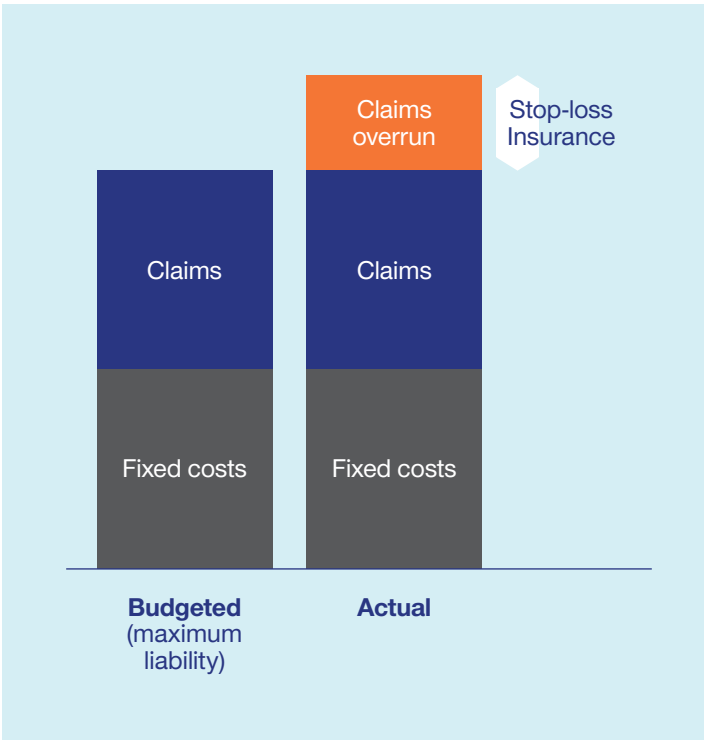 Claims
overrun
Stop-loss
Insurance
Claims
Claims
Fixed costs
Fixed costs
Budgeted
(maximum
liability)
Actual